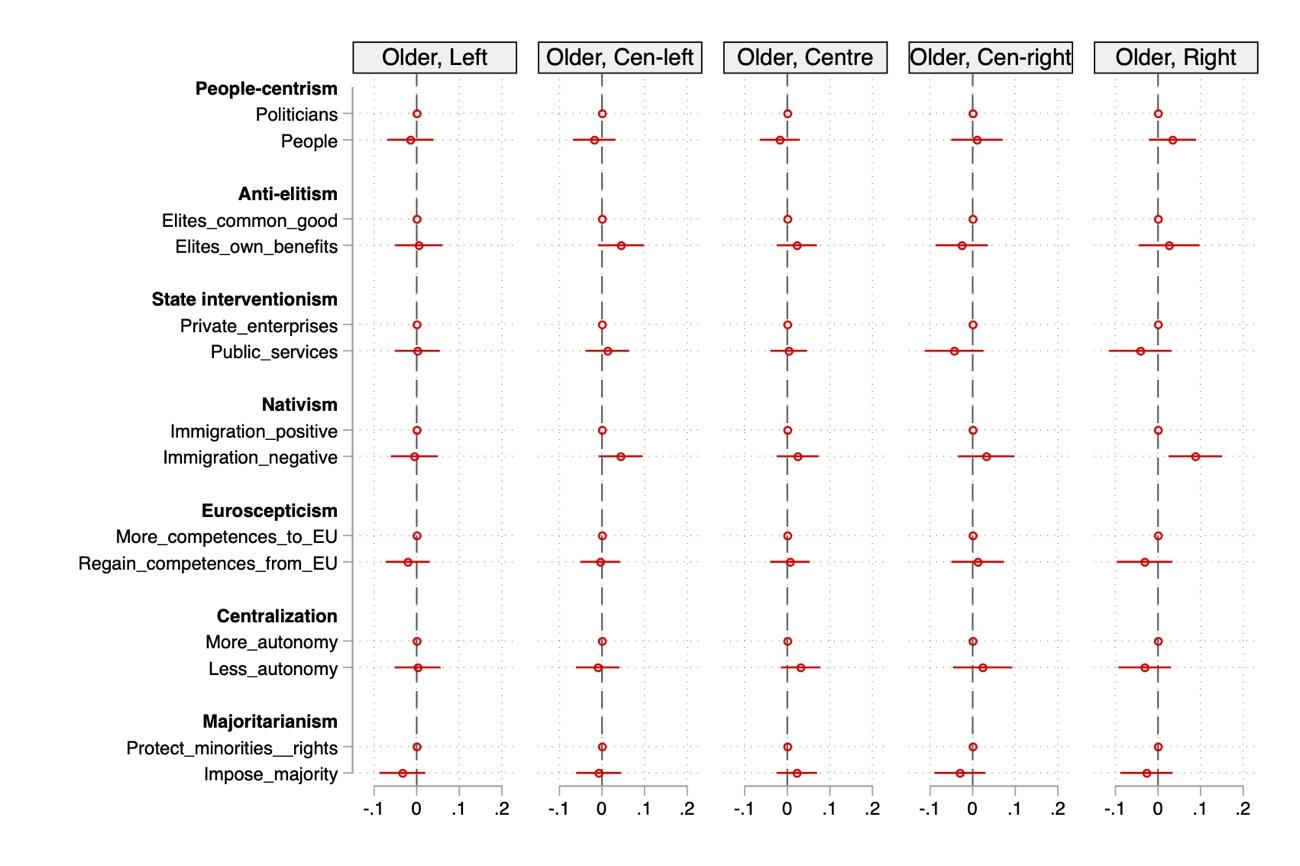 Older, Left Older, Cen-left Older, Centre Older, Cen-right Older, Right
People-centrism
Politicians
People
Anti-elitism
Elites_common_good
Elites_own_benefits
State interventionism
Private_enterprises
Public_services
Nativism
Immigration_positive
Immigration_negative
Euroscepticism
More_competences_to_EU
Regain_competences_from_EU
Centralization
More_autonomy
Less_autonomy
Majoritarianism
Protect_minorities__rights
Impose_majority
-.1 0 .1 .2 -.1 0 .1 .2 -.1 0 .1 .2 -.1 0 .1 .2 -.1 0 .1 .2